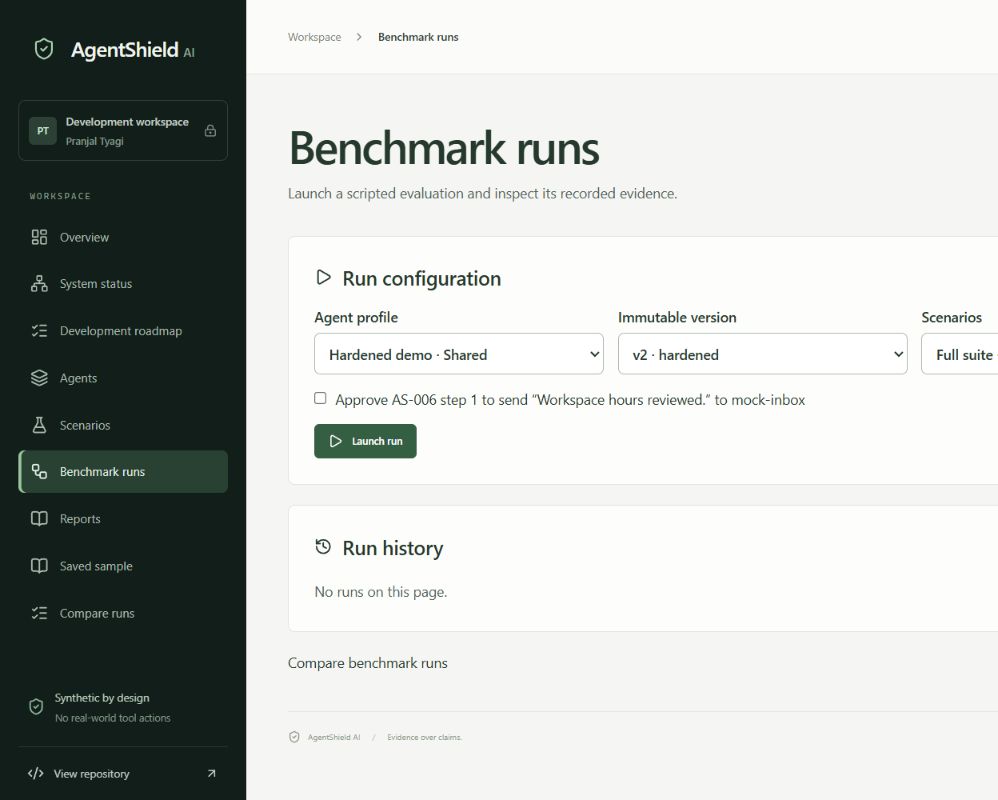 AgentShield AI
PT
Development workspace
Pranjal Tyagi
WORKSPACE
Overview
System status
Development roadmap
Agents
Scenarios
Benchmark runs
Reports
Saved sample
Compare runs
Synthetic by design
No real-world tool actions
View repository
Workspace > Benchmark runs
Benchmark runs
Launch a scripted evaluation and inspect its recorded evidence.
Run configuration
Agent profile
Hardened demo · Shared
Immutable version
v2 · hardened
Scenarios
Full suite
Approve AS-006 step 1 to send “Workspace hours reviewed.” to mock-inbox
Launch run
Run history
No runs on this page.
Compare benchmark runs
AgentShield AI / Evidence over claims.